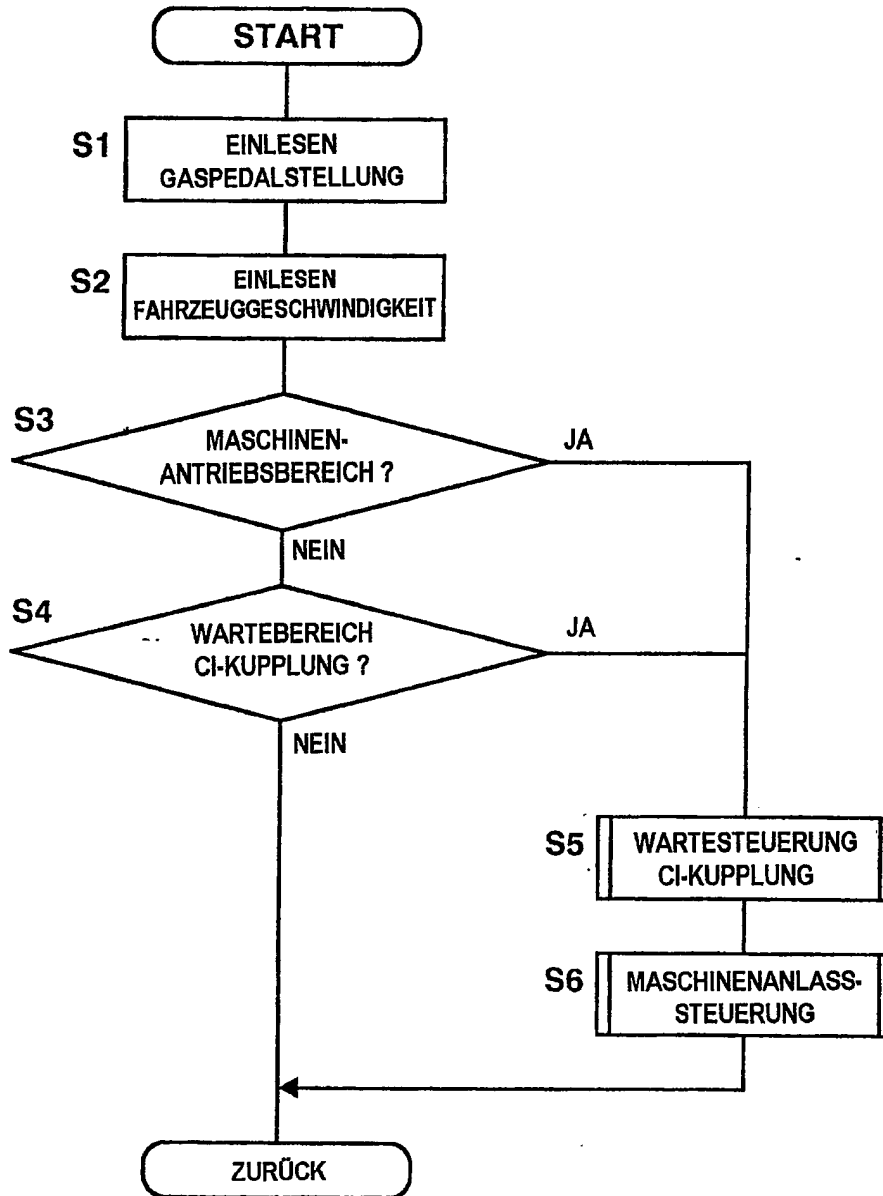 START
S1
EINLESEN
GASPEDALSTELLUNG
S2
EINLESEN
FAHRZEUGGESCHWINDIGKEIT
S3
MASCHINEN-
ANTRIEBSBEREICH ?
JA
NEIN
S4
WARTEBEREICH
CI-KUPPLUNG ?
JA
NEIN
S5
WARTESTEUERUNG
CI-KUPPLUNG
S6
MASCHINENANLASS-
STEUERUNG
ZURÜCK